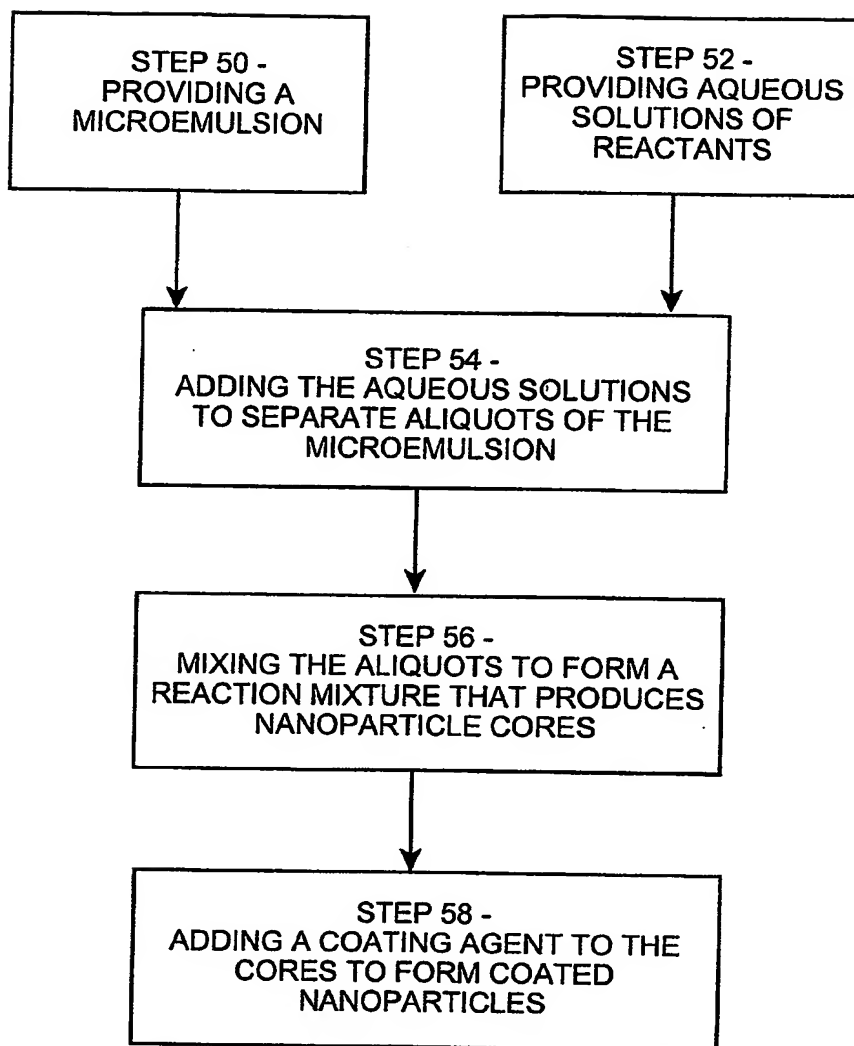 STEP 50 -
PROVIDING A
MICROEMULSION
STEP 52 -
PROVIDING AQUEOUS
SOLUTIONS OF
REACTANTS
STEP 54 -
ADDING THE AQUEOUS SOLUTIONS
TO SEPARATE ALIQUOTS OF THE
MICROEMULSION
STEP 56 -
MIXING THE ALIQUOTS TO FORM A
REACTION MIXTURE THAT PRODUCES
NANOPARTICLE CORES
STEP 58 -
ADDING A COATING AGENT TO THE
CORES TO FORM COATED
NANOPARTICLES